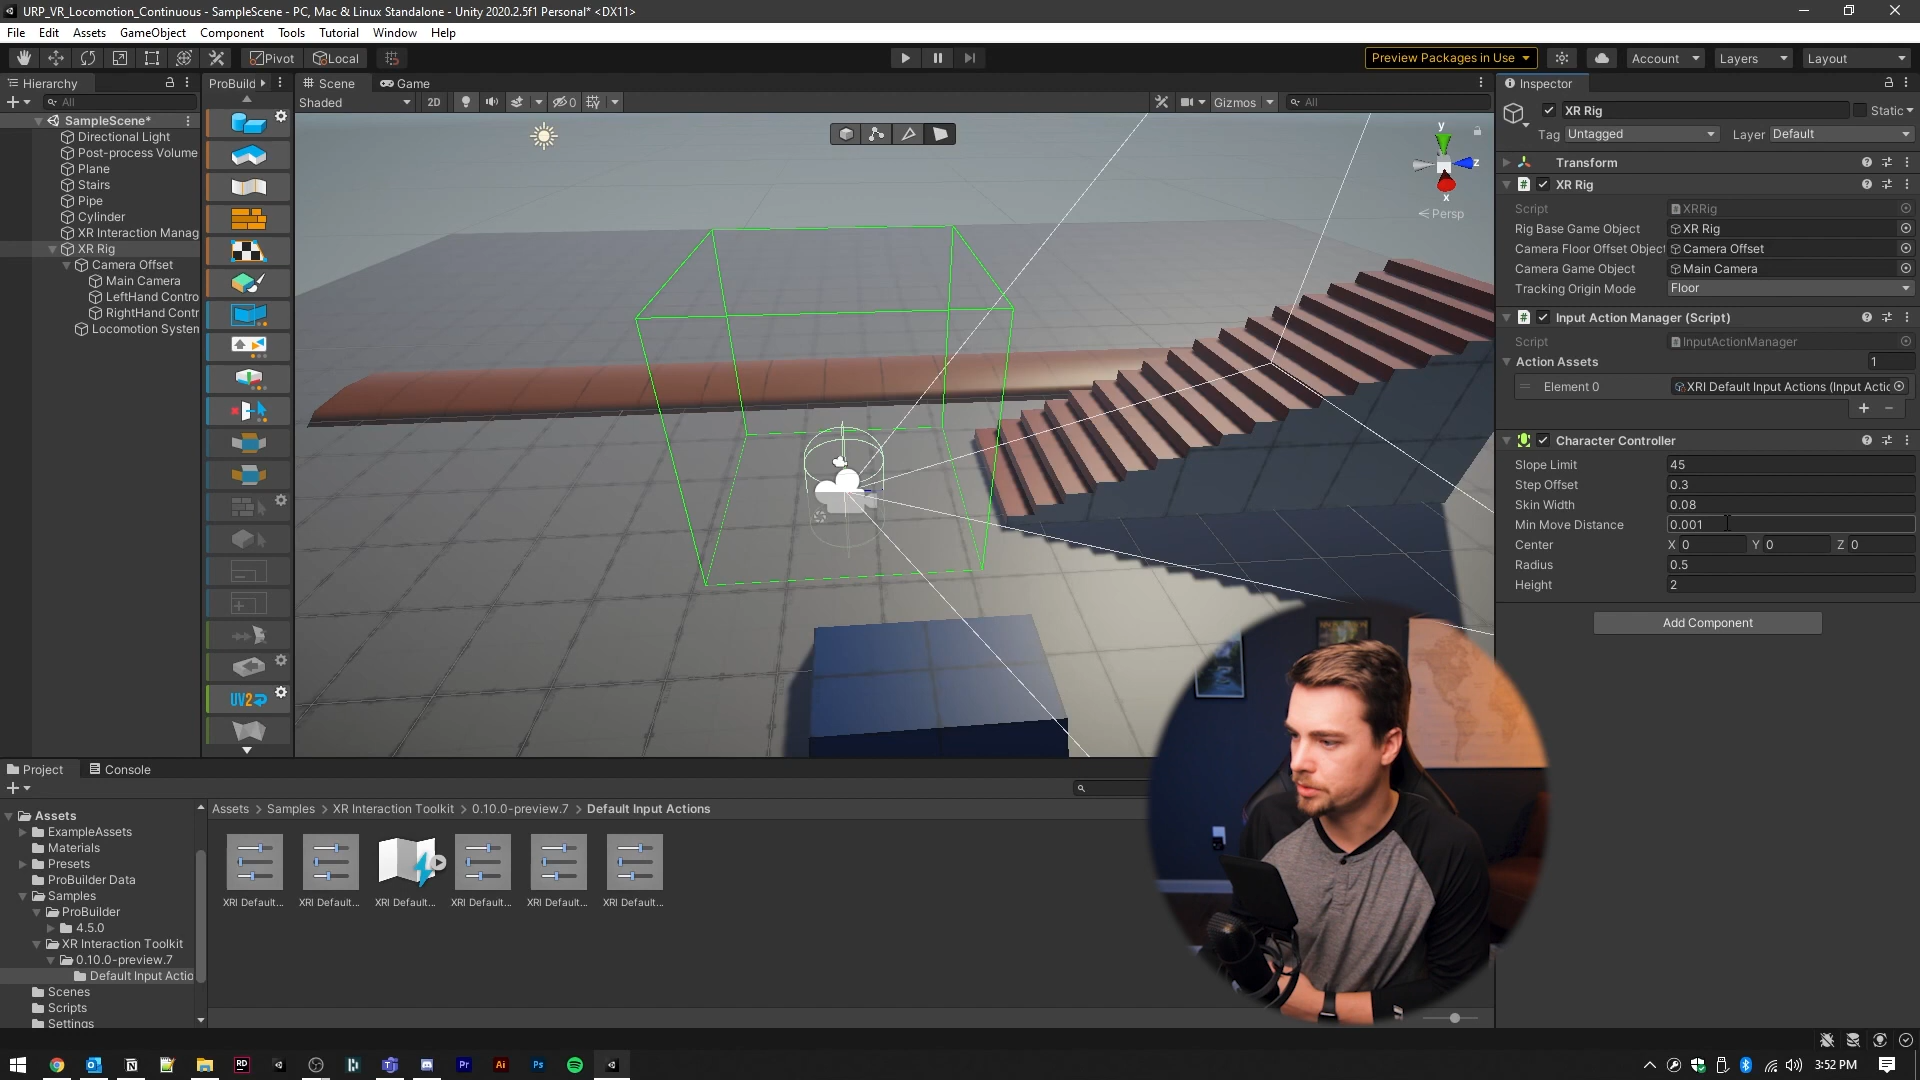 URP_VR_Locomotion_Continuous - SampleScene - PC, Mac & Linux Standalone - Unity 2020.2.5f1 Personal* <DX11>
File Edit Assets GameObject Component Tools Tutorial Window Help
Pivot Local Preview Packages in Use Account Layers Layout
Hierarchy ProBuild Scene Game Inspector
All Shaded 2D 0 Gizmos All
SampleScene*
Directional Light
Post-process Volume
Plane
Stairs
Pipe
Cylinder
XR Interaction Manag
XR Rig
Camera Offset
Main Camera
LeftHand Contro
RightHand Contr
Locomotion System
UV2
y
z
x
Persp
XR Rig Static
Tag Untagged Layer Default
Transform
XR Rig
Script XRRig
Rig Base Game Object XR Rig
Camera Floor Offset Object Camera Offset
Camera Game Object Main Camera
Tracking Origin Mode Floor
Input Action Manager (Script)
Script InputActionManager
Action Assets 1
Element 0 XRI Default Input Actions (Input Actic
Character Controller
Slope Limit 45
Step Offset 0.3
Skin Width 0.08
Min Move Distance 0.001
Center X 0 Y 0 Z 0
Radius 0.5
Height 2
Add Component
Project Console
Assets > Samples > XR Interaction Toolkit > 0.10.0-preview.7 > Default Input Actions
Assets
ExampleAssets
Materials
Presets
ProBuilder Data
Samples
ProBuilder
4.5.0
XR Interaction Toolkit
0.10.0-preview.7
Default Input Actio
Scenes
Scripts
Settings
XRI Default... XRI Default... XRI Default... XRI Default... XRI Default... XRI Default...
RD Pr Ai Ps 3:52 PM